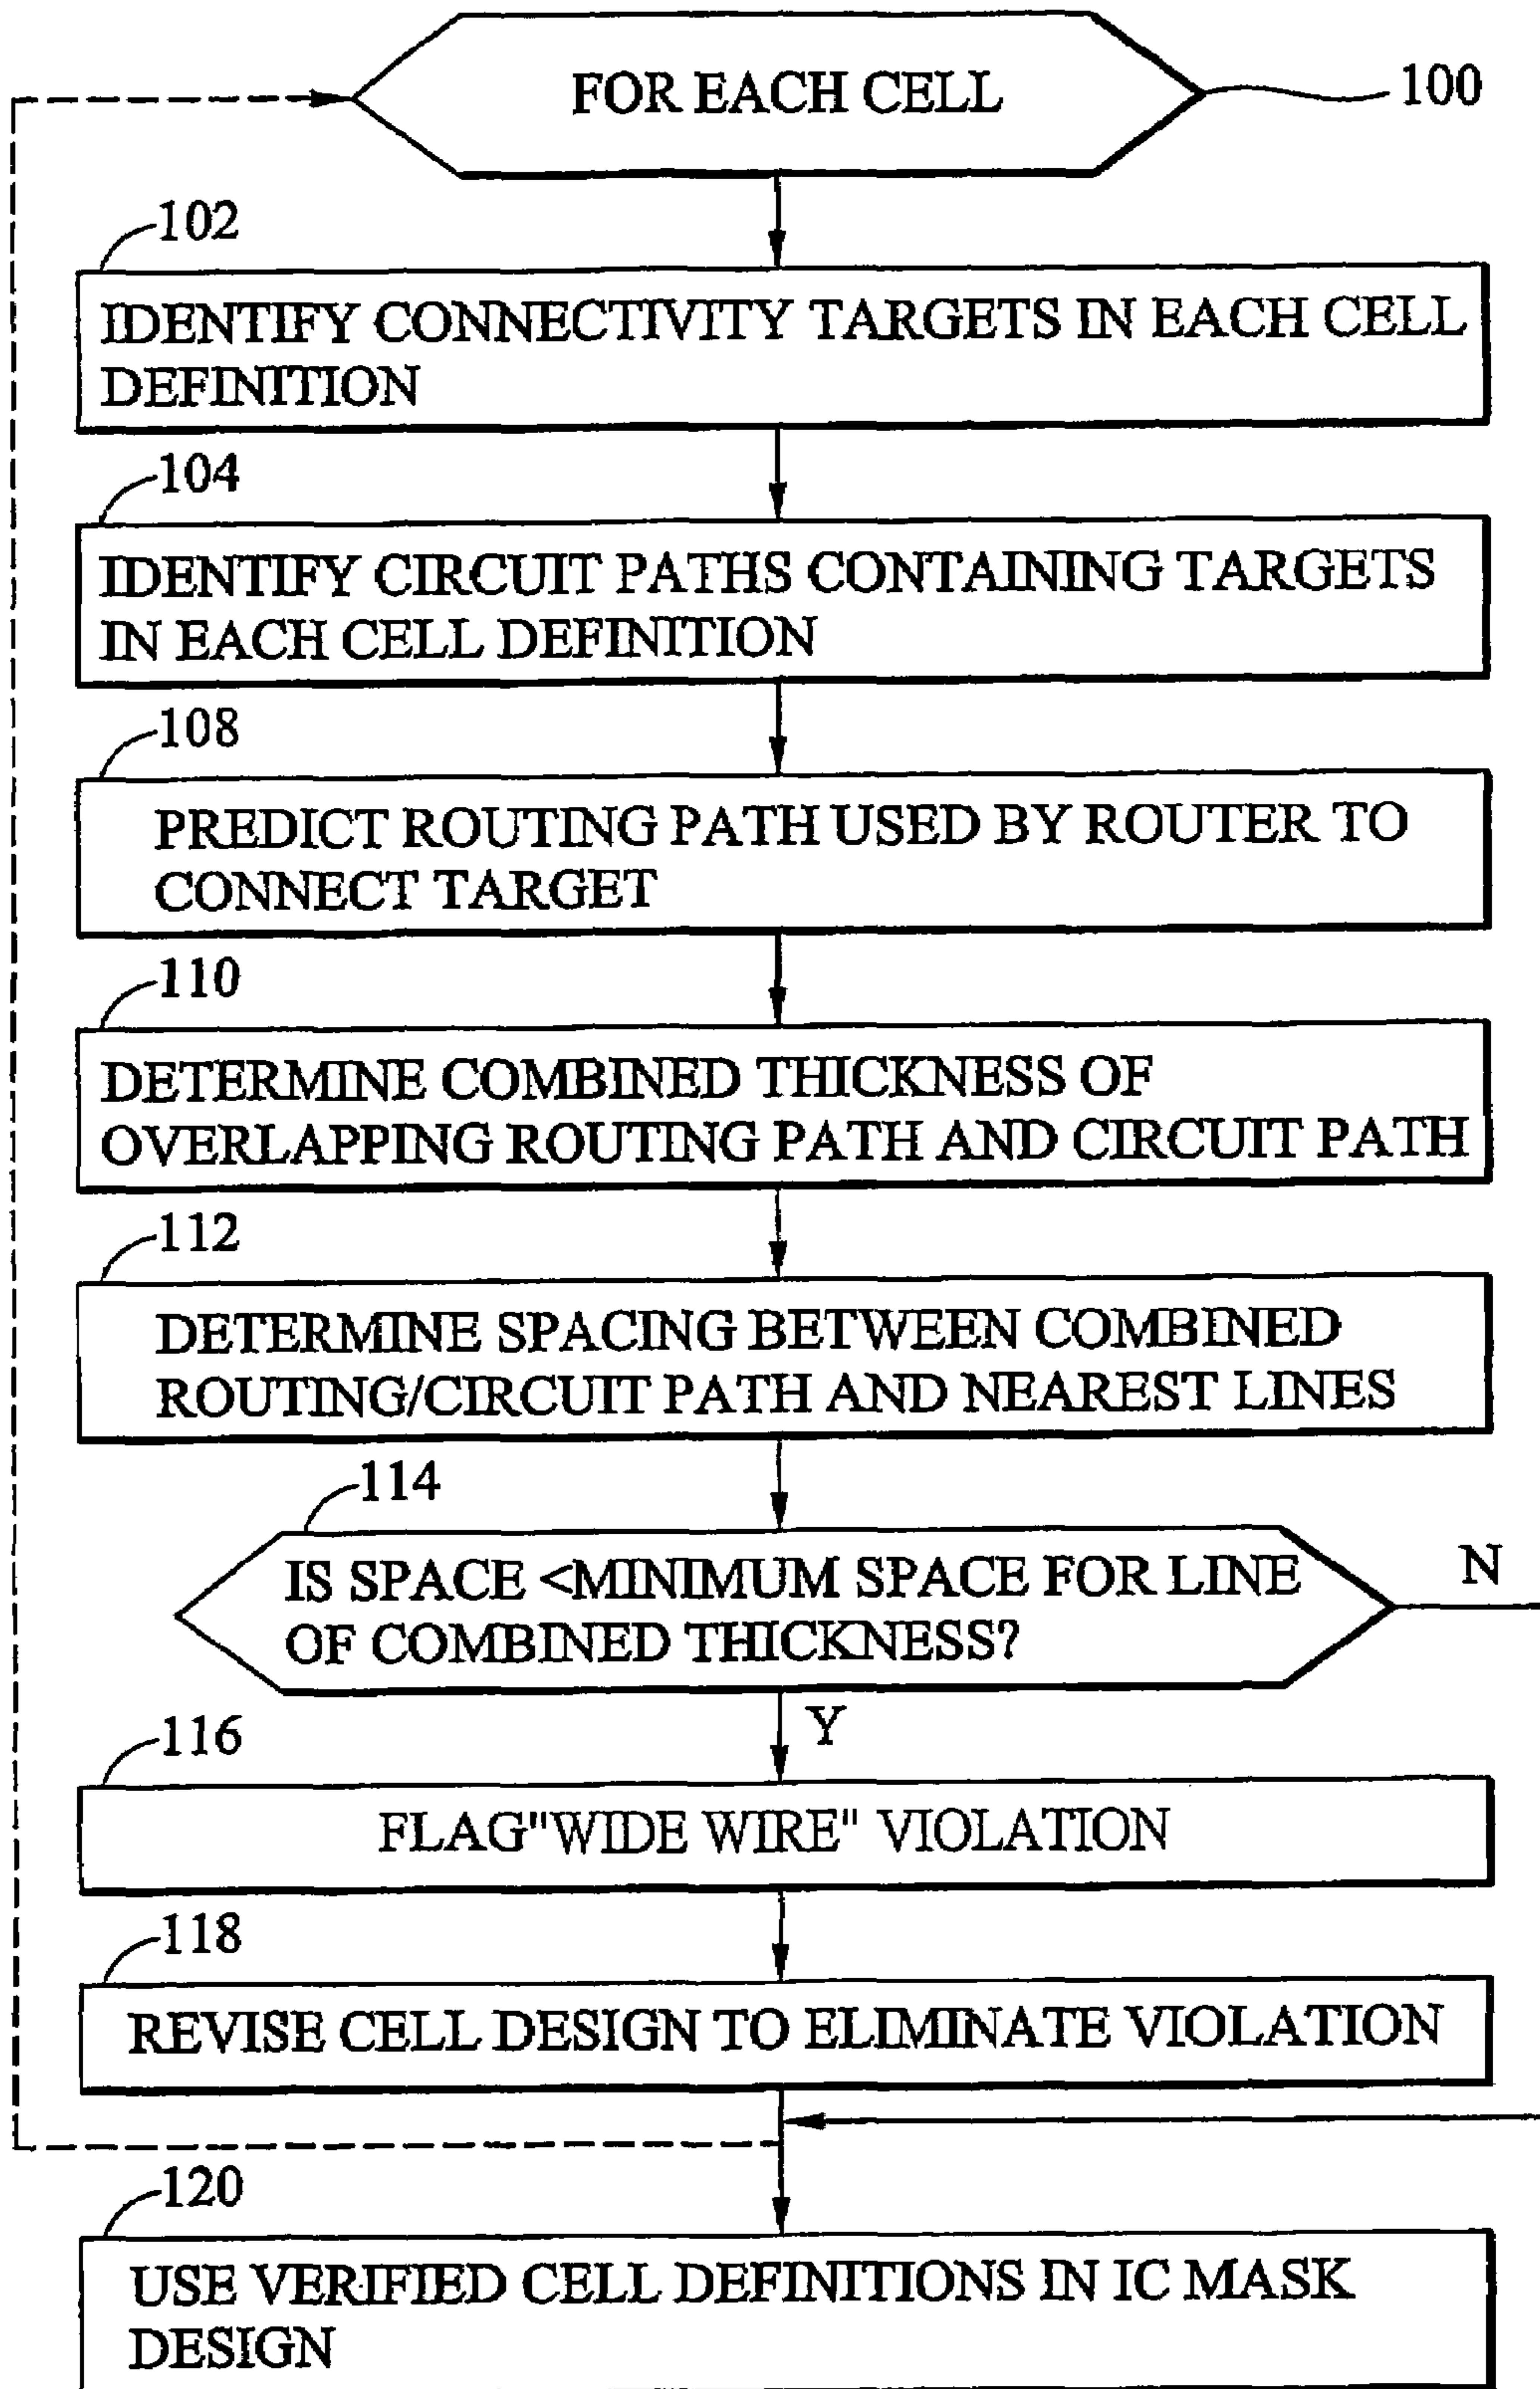 FOR EACH CELL
100
102
IDENTIFY CONNECTIVITY TARGETS IN EACH CELL
DEFINITION
104
IDENTIFY CIRCUIT PATHS CONTAINING TARGETS
IN EACH CELL DEFINITION
108
PREDICT ROUTING PATH USED BY ROUTER TO
CONNECT TARGET
110
DETERMINE COMBINED THICKNESS OF
OVERLAPPING ROUTING PATH AND CIRCUIT PATH
112
DETERMINE SPACING BETWEEN COMBINED
ROUTING/CIRCUIT PATH AND NEAREST LINES
114
IS SPACE <MINIMUM SPACE FOR LINE
OF COMBINED THICKNESS?
N
Y
116
FLAG"WIDE WIRE" VIOLATION
118
REVISE CELL DESIGN TO ELIMINATE VIOLATION
120
USE VERIFIED CELL DEFINITIONS IN IC MASK
DESIGN